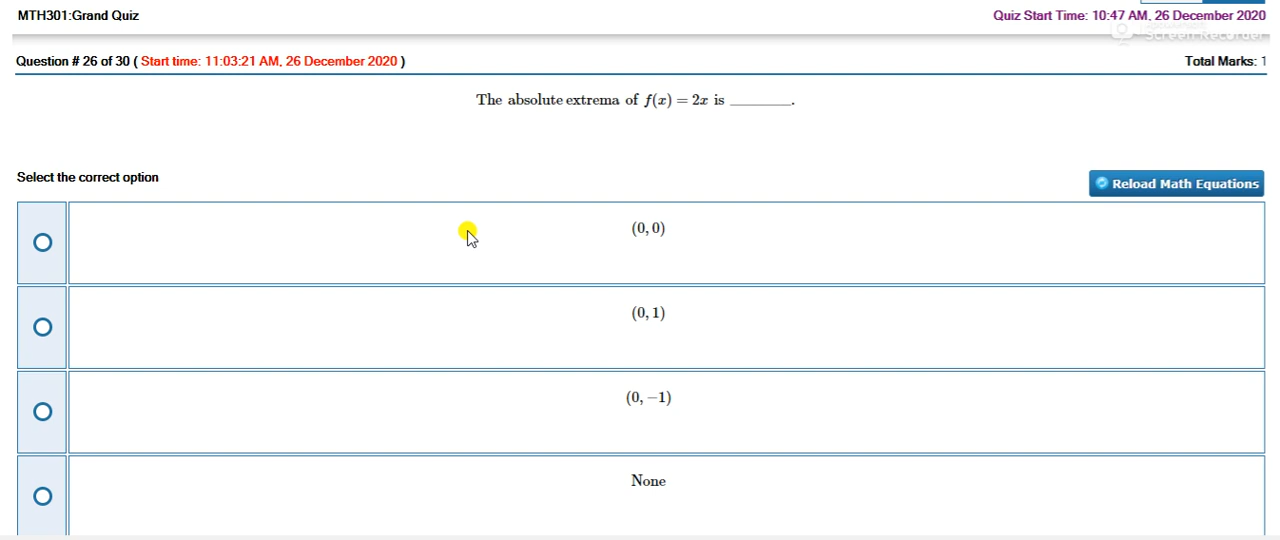 MTH301:Grand Quiz
Quiz Start Time: 10:47 AM, 26 December 2020
Screen Recorder
Question # 26 of 30 ( Start time: 11:03:21 AM, 26 December 2020 )
Total Marks: 1
The absolute extrema of f(x) = 2x is ________.
Select the correct option
Reload Math Equations
(0, 0)
(0, 1)
(0, −1)
None